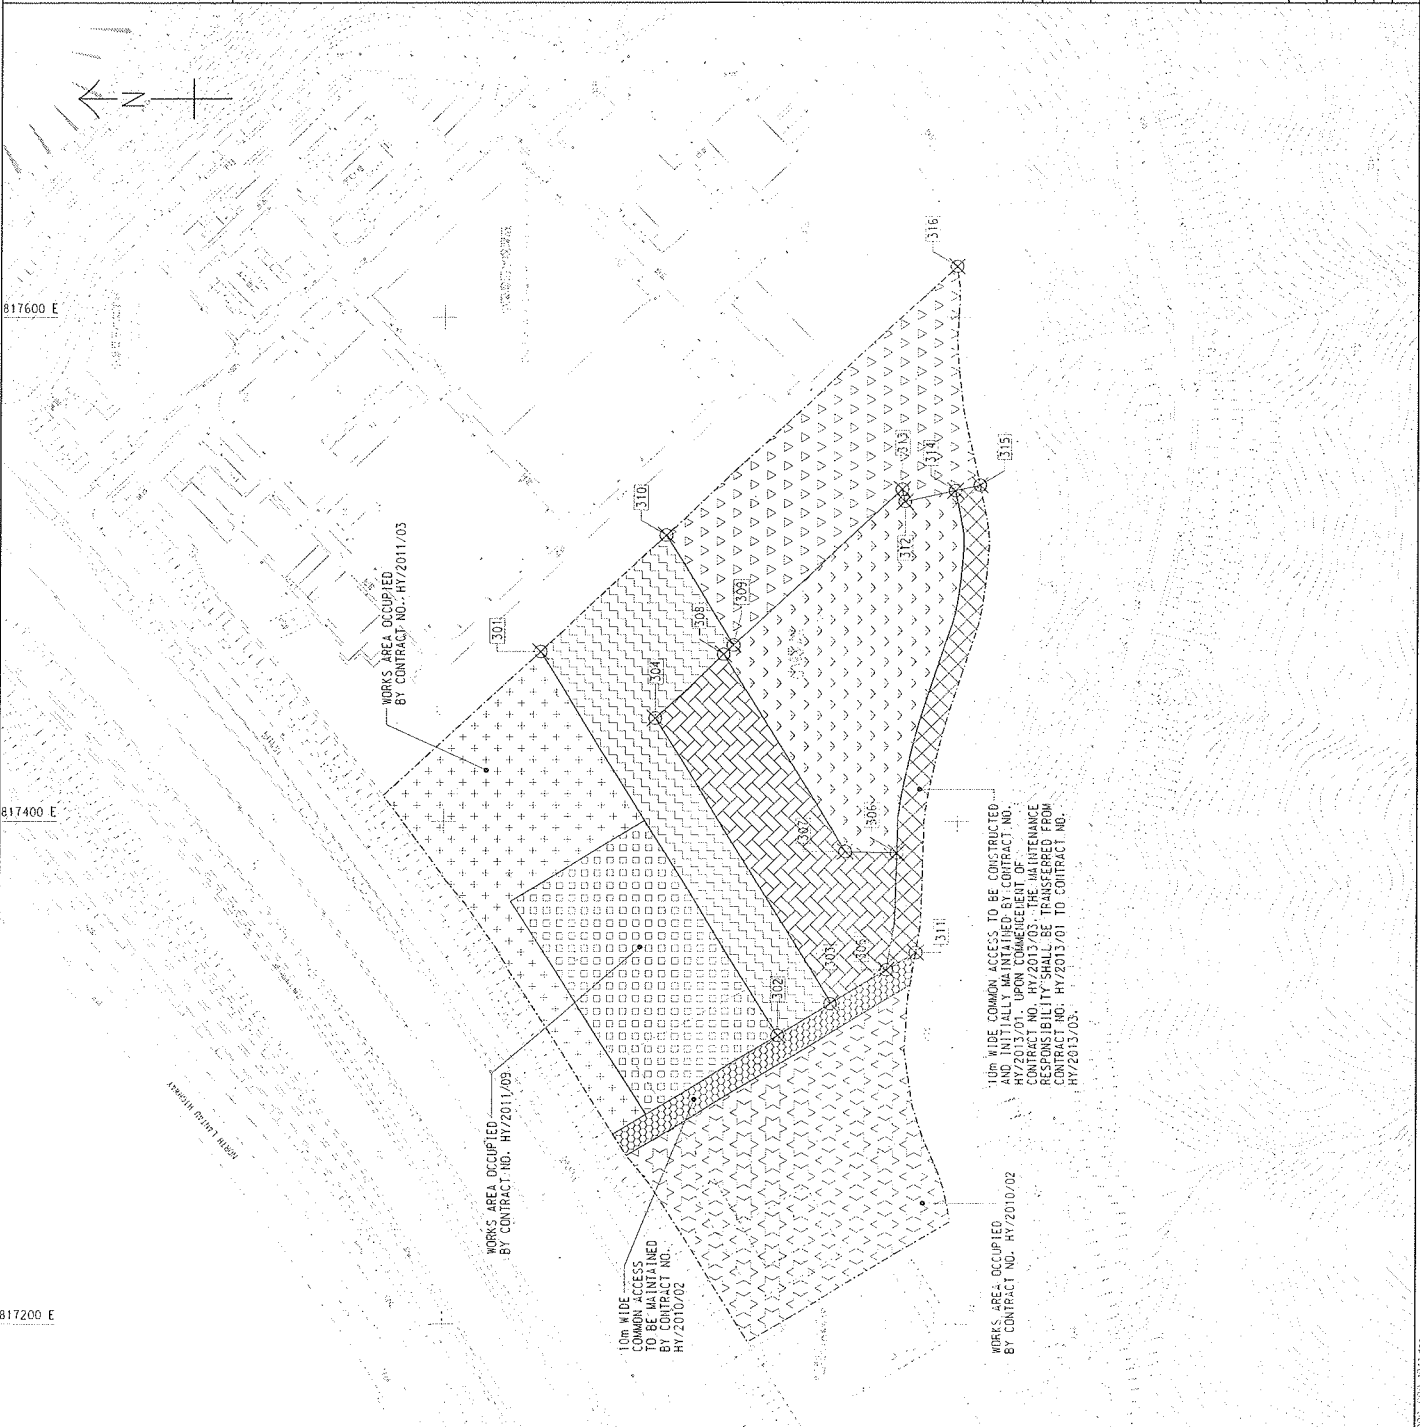 N
817600 E
817400 E
817200 E
WORKS AREA OCCUPIED
BY CONTRACT NO. HY/2011/03
WORKS AREA OCCUPIED
BY CONTRACT NO. HY/2011/09
10m WIDE
COMMON ACCESS
TO BE MAINTAINED
BY CONTRACT NO.
HY/2010/02
WORKS AREA OCCUPIED
BY CONTRACT NO. HY/2010/02
10m WIDE COMMON ACCESS TO BE CONSTRUCTED
AND INITIALLY MAINTAINED BY CONTRACT NO.
HY/2013/01. UPON COMMENCEMENT OF
CONTRACT NO. HY/2013/03. THE MAINTENANCE
RESPONSIBILITY SHALL BE TRANSFERRED FROM
CONTRACT NO. HY/2013/01 TO CONTRACT NO.
HY/2013/03.
NORTH LANTAU HIGHWAY
301
302
303
304
305
306
307
308
309
310
311
312
313
314
315
316